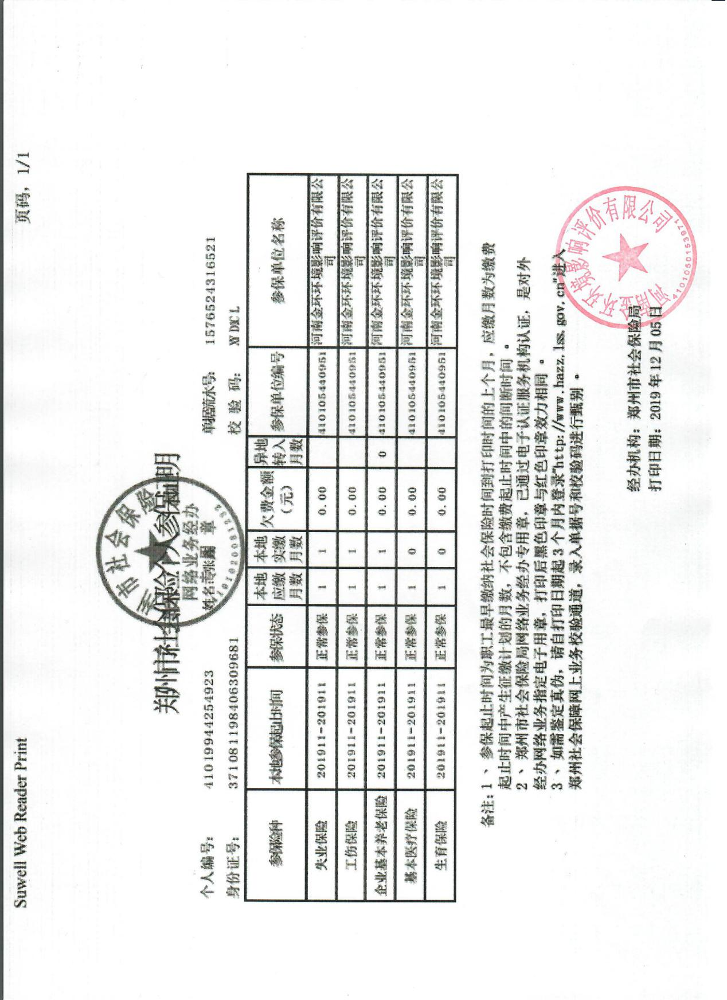 Suwell Web Reader Print
页码, 1/1
郑州市社会保险个人参保证明
个人编号: 4101994254923
单据流水号: 1576524316521
身份证号: 371081198406309681
姓名:
校 验 码:
参保险种 本地参保起止时间 参保状态 本地应缴月数 本地实缴月数 欠费金额(元) 异地转入月数 参保单位编号 参保单位名称
失业保险 201911-201911 正常参保 1 1 0.00 410105440951 河南金环环境影响评价有限公司
工伤保险 201911-201911 正常参保 1 1 0.00 410105440951 河南金环环境影响评价有限公司
企业基本养老保险 201911-201911 正常参保 1 1 0.00 0 410105440951 河南金环环境影响评价有限公司
基本医疗保险 201911-201911 正常参保 1 0 0.00 410105440951 河南金环环境影响评价有限公司
生育保险 201911-201911 正常参保 1 0 0.00 410105440951 河南金环环境影响评价有限公司
备注:1、参保起止时间为职工最早缴纳社会保险时间到打印时间的上个月,应缴月数为缴费
起止时间中产生征缴计划的月数,不包含缴费起止时间中的间断时间。
2、郑州市社会保险局网络业务经办专用章,已通过电子认证服务机构认证,是对外
经办网络业务指定电子用章,打印后黑色印章与红色印章效力相同。
3、如需鉴定真伪,请自打印日期起3个月内登录"http://www.hazz.lss.gov.cn"进入
郑州社会保障网上业务校验通道,录入单据号和校验码进行甄别。
经办机构: 郑州市社会保险局
打印日期: 2019年12月05日
州市社会保险
网络业务经办
章
河南金环环境影响评价有限公司
4101050153971